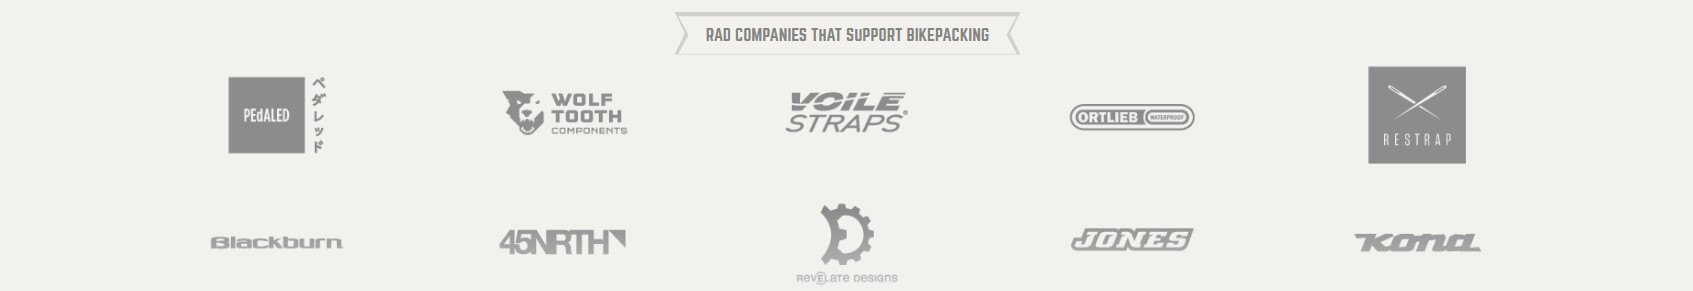 RAD COMPANIES THAT SUPPORT BIKEPACKING
PEdALED
ペダレッド
WOLF
TOOTH
COMPONENTS
VOILÉ
STRAPS®
ORTLIEB WATERPROOF
RESTRAP
Blackburn
45NRTH
REVELATE DESIGNS
JONES
KONA